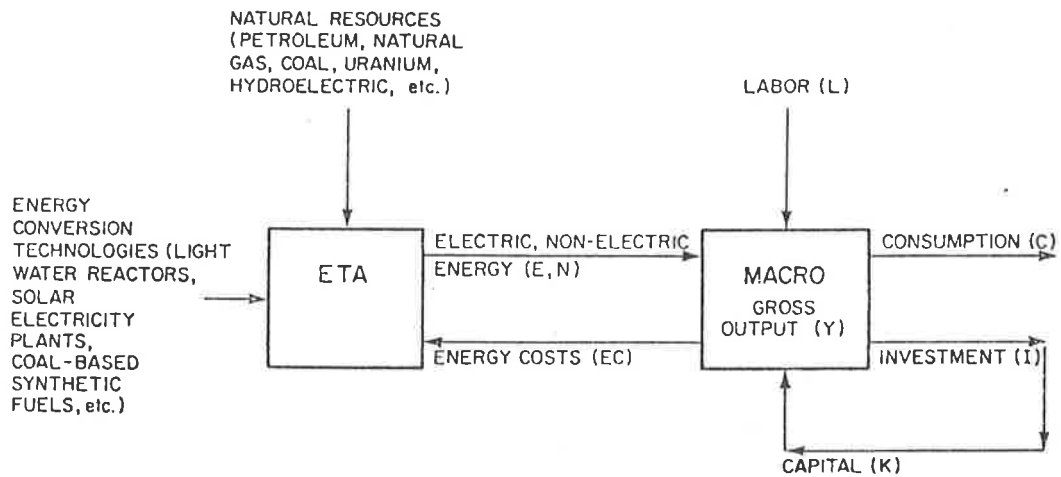 NATURAL RESOURCES
(PETROLEUM, NATURAL
GAS, COAL, URANIUM,
HYDROELECTRIC, etc.)
LABOR (L)
ENERGY
CONVERSION
TECHNOLOGIES (LIGHT
WATER REACTORS,
SOLAR
ELECTRICITY
PLANTS,
COAL-BASED
SYNTHETIC
FUELS, etc.)
ETA
ELECTRIC, NON-ELECTRIC
ENERGY (E, N)
ENERGY COSTS (EC)
MACRO
GROSS
OUTPUT (Y)
CONSUMPTION (C)
INVESTMENT (I)
CAPITAL (K)